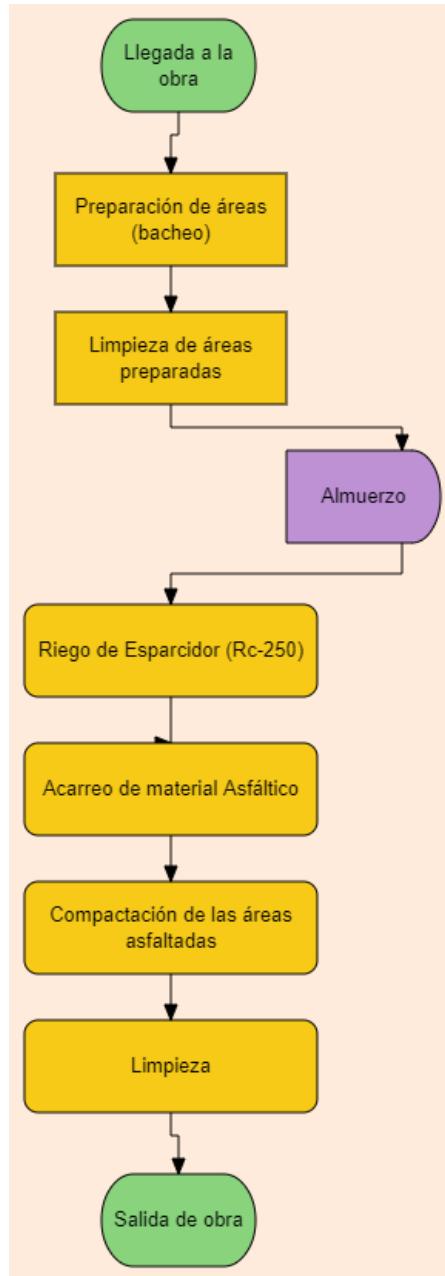 Llegada a la
obra
Preparación de áreas
(bacheo)
Limpieza de áreas
preparadas
Almuerzo
Riego de Esparcidor (Rc-250)
Acarreo de material Asfáltico
Compactación de las áreas
asfaltadas
Limpieza
Salida de obra